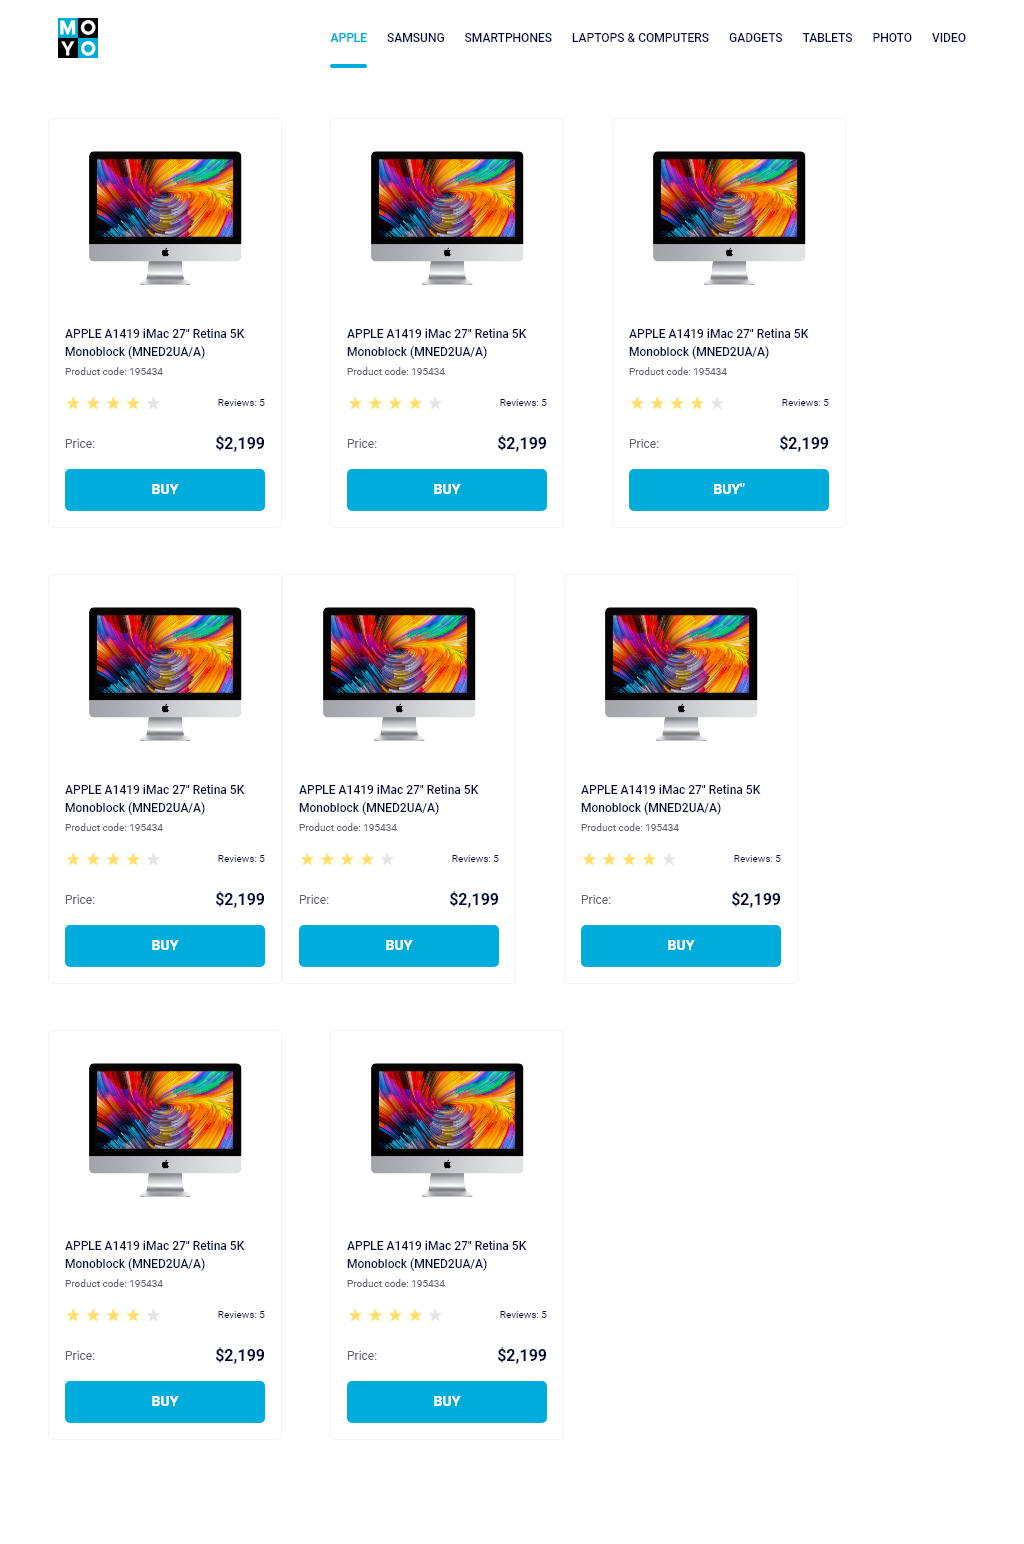 MO
YO
APPLE SAMSUNG SMARTPHONES LAPTOPS & COMPUTERS GADGETS TABLETS PHOTO VIDEO
APPLE A1419 iMac 27" Retina 5K APPLE A1419 iMac 27" Retina 5K APPLE A1419 iMac 27" Retina 5K
Monoblock (MNED2UA/A) Monoblock (MNED2UA/A) Monoblock (MNED2UA/A)
Product code: 195434 Product code: 195434 Product code: 195434
Reviews: 5 Reviews: 5 Reviews: 5
Price: $2,199 Price: $2,199 Price: $2,199
BUY BUY BUY"
APPLE A1419 iMac 27" Retina 5K APPLE A1419 iMac 27" Retina 5K APPLE A1419 iMac 27" Retina 5K
Monoblock (MNED2UA/A) Monoblock (MNED2UA/A) Monoblock (MNED2UA/A)
Product code: 195434 Product code: 195434 Product code: 195434
Reviews: 5 Reviews: 5 Reviews: 5
Price: $2,199 Price: $2,199 Price: $2,199
BUY BUY BUY
APPLE A1419 iMac 27" Retina 5K APPLE A1419 iMac 27" Retina 5K
Monoblock (MNED2UA/A) Monoblock (MNED2UA/A)
Product code: 195434 Product code: 195434
Reviews: 5 Reviews: 5
Price: $2,199 Price: $2,199
BUY BUY